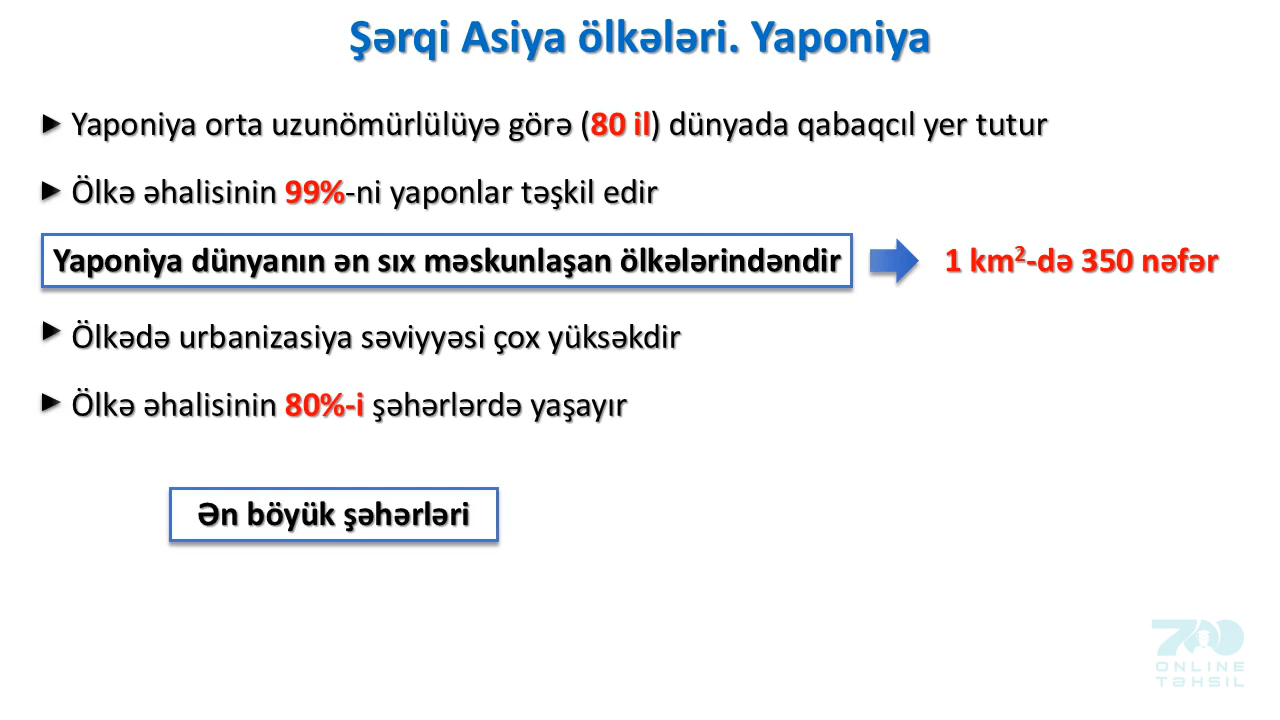 Şərqi Asiya ölkələri. Yaponiya
► Yaponiya orta uzunömürlülüyə görə (80 il) dünyada qabaqcıl yer tutur
► Ölkə əhalisinin 99%-ni yaponlar təşkil edir
Yaponiya dünyanın ən sıx məskunlaşan ölkələrindəndir
1 km²-də 350 nəfər
► Ölkədə urbanizasiya səviyyəsi çox yüksəkdir
► Ölkə əhalisinin 80%-i şəhərlərdə yaşayır
Ən böyük şəhərləri
700
ONLINE
TƏHSIL